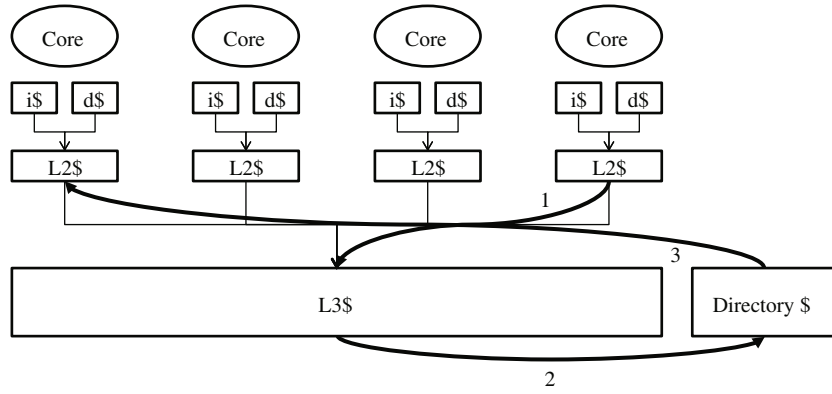 Core Core Core Core
i$ d$ i$ d$ i$ d$ i$ d$
L2$ L2$ L2$ L2$
1
3
L3$ Directory $
2